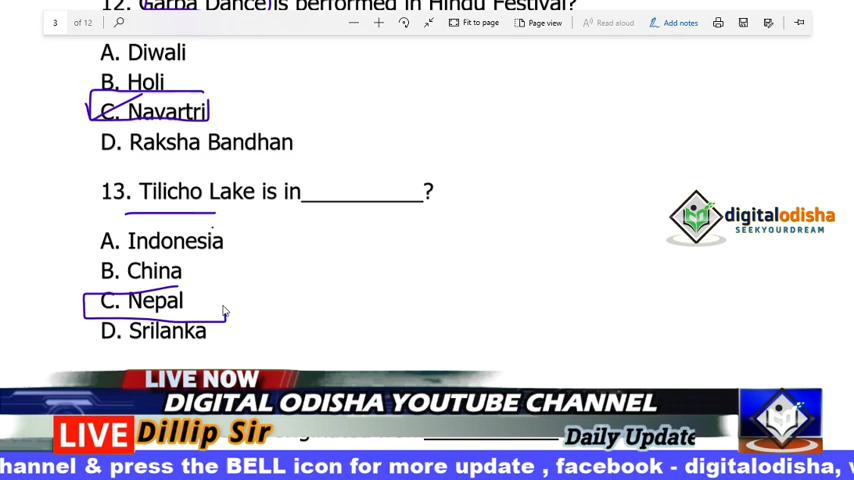 12. Garba Dance is performed in Hindu Festival?
3 of 12
Fit to page
Page view
Read aloud
Add notes
A. Diwali
B. Holi
C. Navartri
D. Raksha Bandhan
13. Tilicho Lake is in__________?
digitalodisha
SEEKYOURDREAM
A. Indonesia
B. China
C. Nepal
D. Srilanka
LIVE NOW
DIGITAL ODISHA YOUTUBE CHANNEL
LIVE Dillip Sir
Daily Update
hannel & press the BELL icon for more update , facebook - digitalodisha,